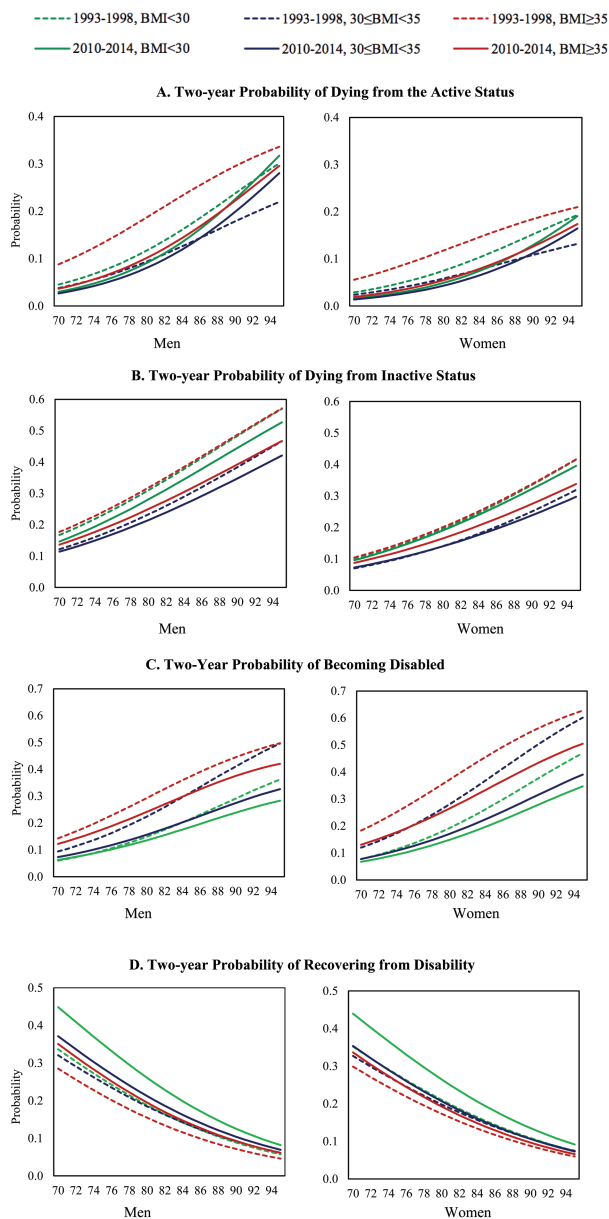 1993-1998, BMI<30 1993-1998, 30≤BMI<35 1993-1998, BMI≥35
2010-2014, BMI<30 2010-2014, 30≤BMI<35 2010-2014, BMI≥35
A. Two-year Probability of Dying from the Active Status
Probability
0.4
0.3
0.2
0.1
0.0
70 72 74 76 78 80 82 84 86 88 90 92 94
Men
0.4
0.3
0.2
0.1
0.0
70 72 74 76 78 80 82 84 86 88 90 92 94
Women
B. Two-year Probability of Dying from Inactive Status
Probability
0.6
0.5
0.4
0.3
0.2
0.1
0.0
70 72 74 76 78 80 82 84 86 88 90 92 94
Men
0.6
0.5
0.4
0.3
0.2
0.1
0.0
70 72 74 76 78 80 82 84 86 88 90 92 94
Women
C. Two-Year Probability of Becoming Disabled
Probability
0.7
0.6
0.5
0.4
0.3
0.2
0.1
0.0
70 72 74 76 78 80 82 84 86 88 90 92 94
Men
0.7
0.6
0.5
0.4
0.3
0.2
0.1
0.0
70 72 74 76 78 80 82 84 86 88 90 92 94
Women
D. Two-year Probability of Recovering from Disability
Probability
0.5
0.4
0.3
0.2
0.1
0.0
70 72 74 76 78 80 82 84 86 88 90 92 94
Men
0.5
0.4
0.3
0.2
0.1
0.0
70 72 74 76 78 80 82 84 86 88 90 92 94
Women